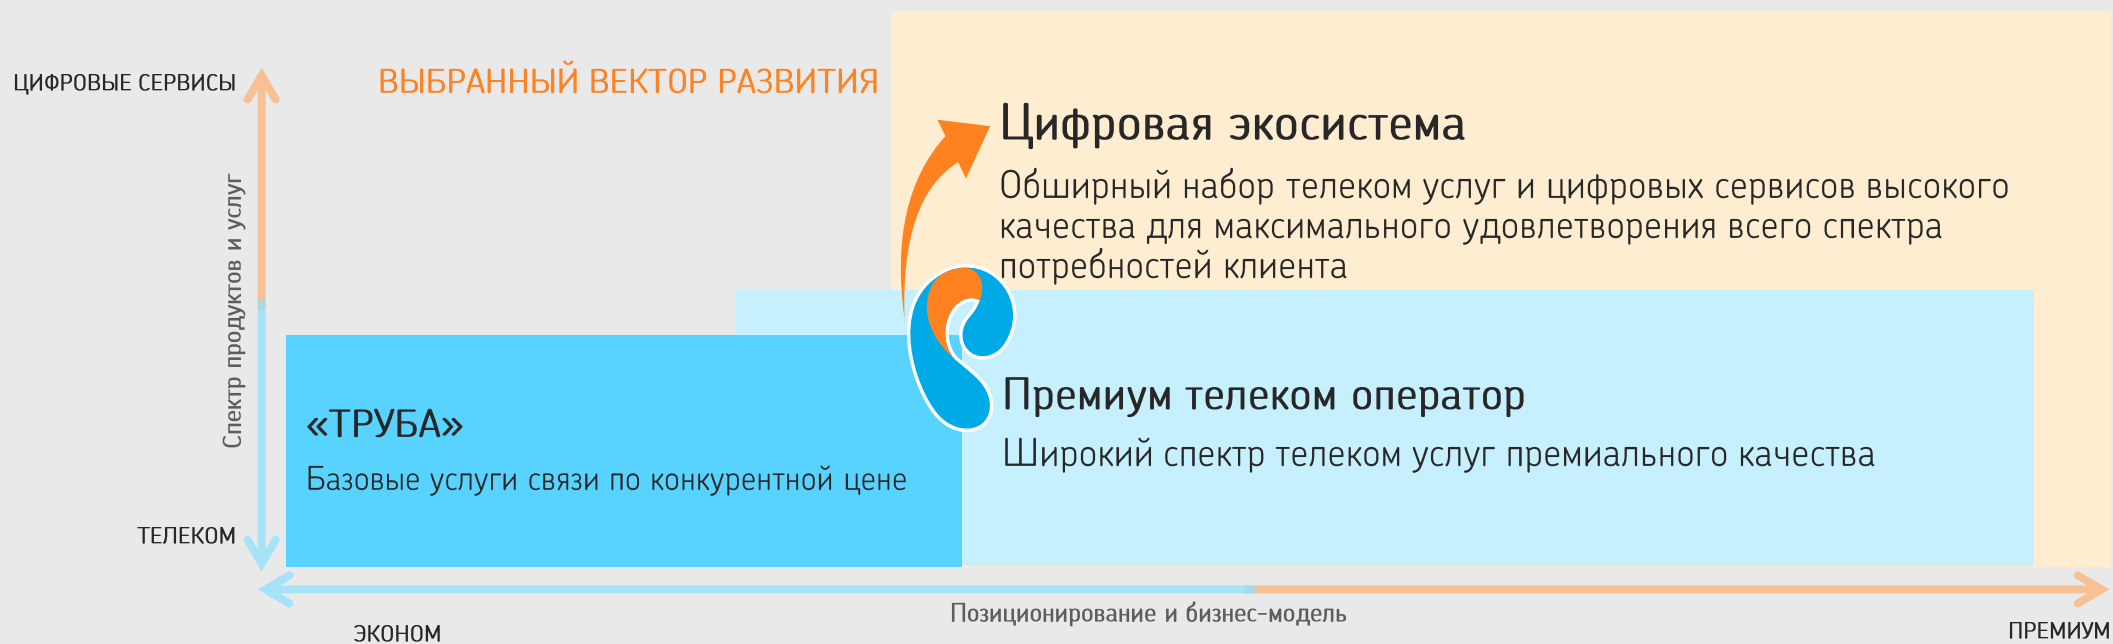 ЦИФРОВЫЕ СЕРВИСЫ
ВЫБРАННЫЙ ВЕКТОР РАЗВИТИЯ
Цифровая экосистема
Обширный набор телеком услуг и цифровых сервисов высокого
качества для максимального удовлетворения всего спектра
потребностей клиента
Спектр продуктов и услуг
Премиум телеком оператор
Широкий спектр телеком услуг премиального качества
«ТРУБА»
Базовые услуги связи по конкурентной цене
ТЕЛЕКОМ
Позиционирование и бизнес-модель
ЭКОНОМ
ПРЕМИУМ